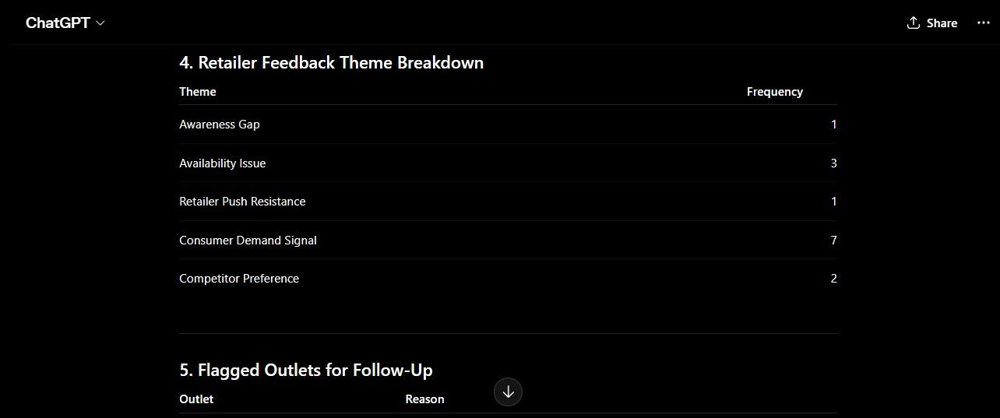 ChatGPT
Share
4. Retailer Feedback Theme Breakdown
Theme Frequency
Awareness Gap 1
Availability Issue 3
Retailer Push Resistance 1
Consumer Demand Signal 7
Competitor Preference 2
5. Flagged Outlets for Follow-Up
Outlet Reason